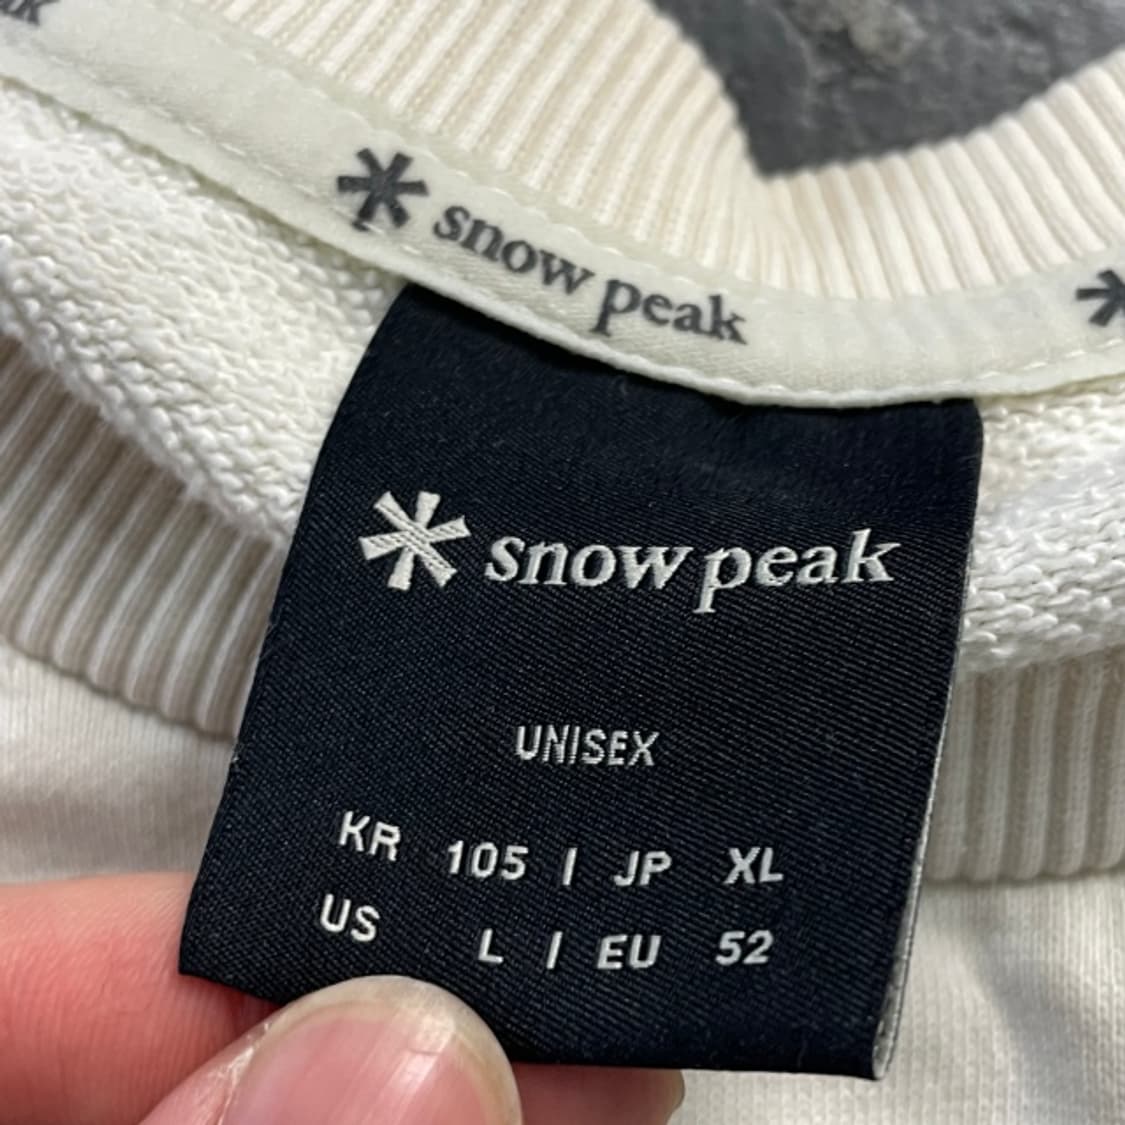 snow peak
snow peak
UNISEX
KR 105 | JP XL
US L | EU 52